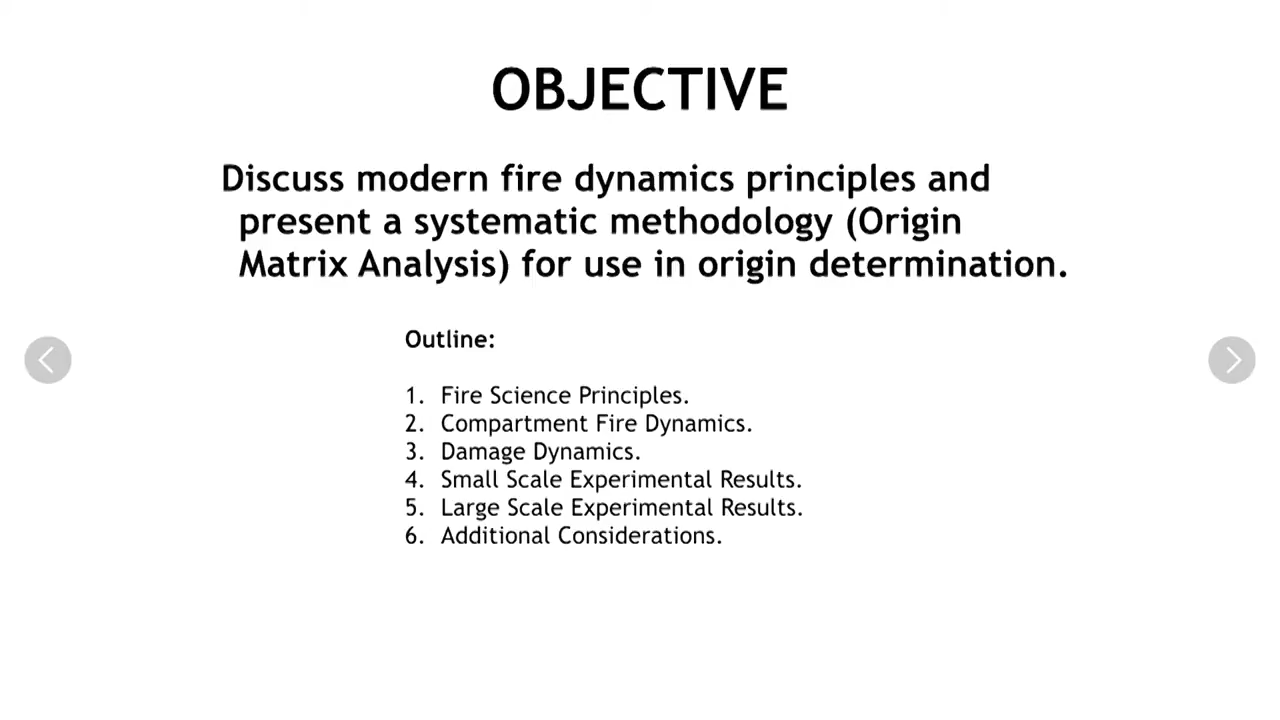 OBJECTIVE
Discuss modern fire dynamics principles and
present a systematic methodology (Origin
Matrix Analysis) for use in origin determination.
Outline:
1. Fire Science Principles.
2. Compartment Fire Dynamics.
3. Damage Dynamics.
4. Small Scale Experimental Results.
5. Large Scale Experimental Results.
6. Additional Considerations.